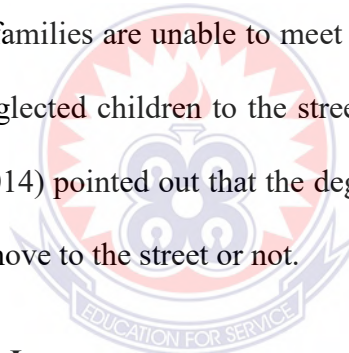 families are unable to meet
glected children to the stree
014) pointed out that the deg
move to the street or not.
EDUCATION FOR SERVICE